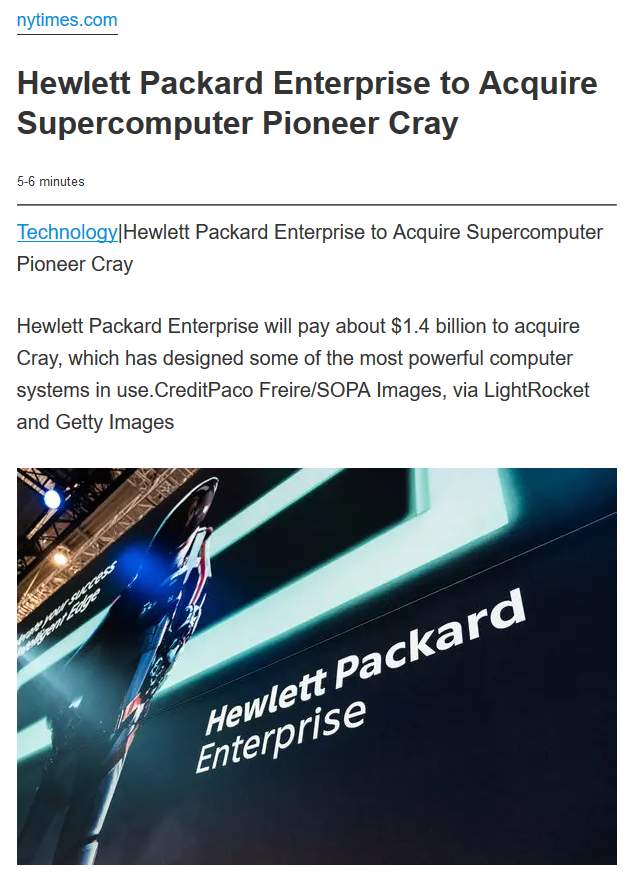 nytimes.com
Hewlett Packard Enterprise to Acquire
Supercomputer Pioneer Cray
5-6 minutes
Technology|Hewlett Packard Enterprise to Acquire Supercomputer
Pioneer Cray
Hewlett Packard Enterprise will pay about $1.4 billion to acquire
Cray, which has designed some of the most powerful computer
systems in use.CreditPaco Freire/SOPA Images, via LightRocket
and Getty Images
your success
Edge
Hewlett Packard
Enterprise